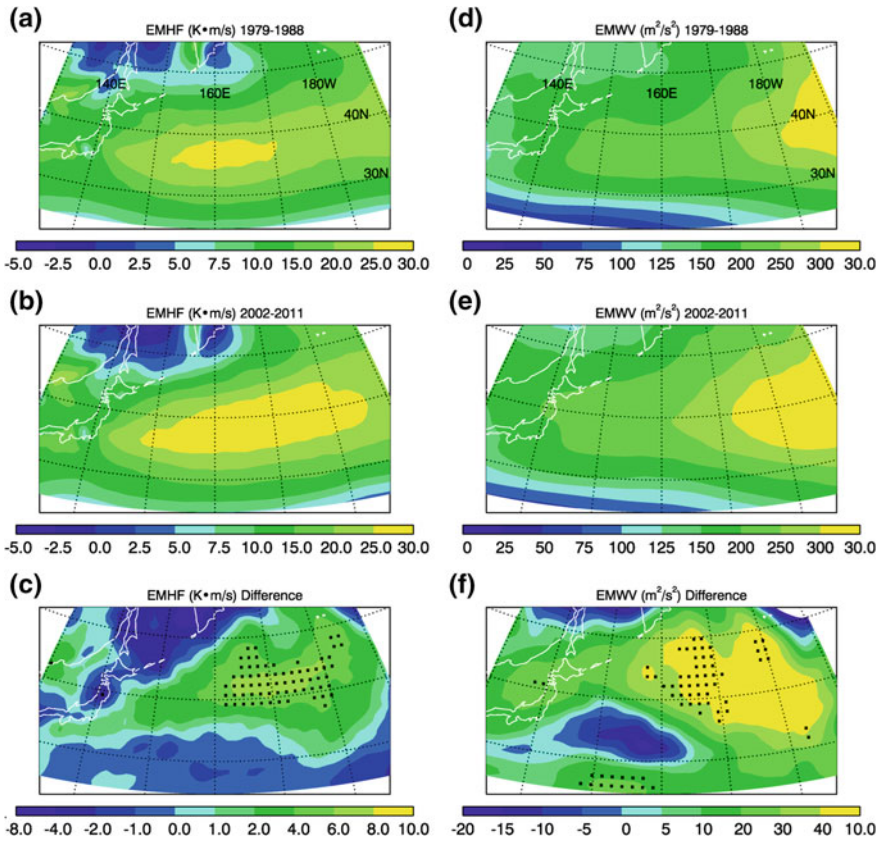 (a)
EMHF (K•m/s) 1979-1988
140E
160E
180W
40N
30N
-5.0 -2.5 0.0 2.5 5.0 7.5 10.0 15.0 20.0 25.0 30.0
(d)
EMWV (m²/s²) 1979-1988
140E
160E
180W
40N
30N
0 25 50 75 100 125 150 200 250 300 30.0
(b)
EMHF (K•m/s) 2002-2011
-5.0 -2.5 0.0 2.5 5.0 7.5 10.0 15.0 20.0 25.0 30.0
(e)
EMWV (m²/s²) 2002-2011
0 25 50 75 100 125 150 200 250 300 30.0
(c)
EMHF (K•m/s) Difference
-8.0 -4.0 -2.0 -1.0 0.0 1.0 2.0 4.0 6.0 8.0 10.0
(f)
EMWV (m²/s²) Difference
-20 -15 -10 -5 0 5 10 20 30 40 10.0